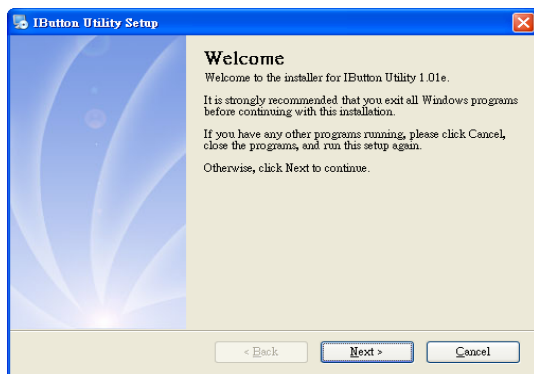 IButton Utility Setup
Welcome
Welcome to the installer for IButton Utility 1.01e.
It is strongly recommended that you exit all Windows programs
before continuing with this installation.
If you have any other programs running, please click Cancel,
close the programs, and run this setup again.
Otherwise, click Next to continue.
< Back
Next >
Cancel